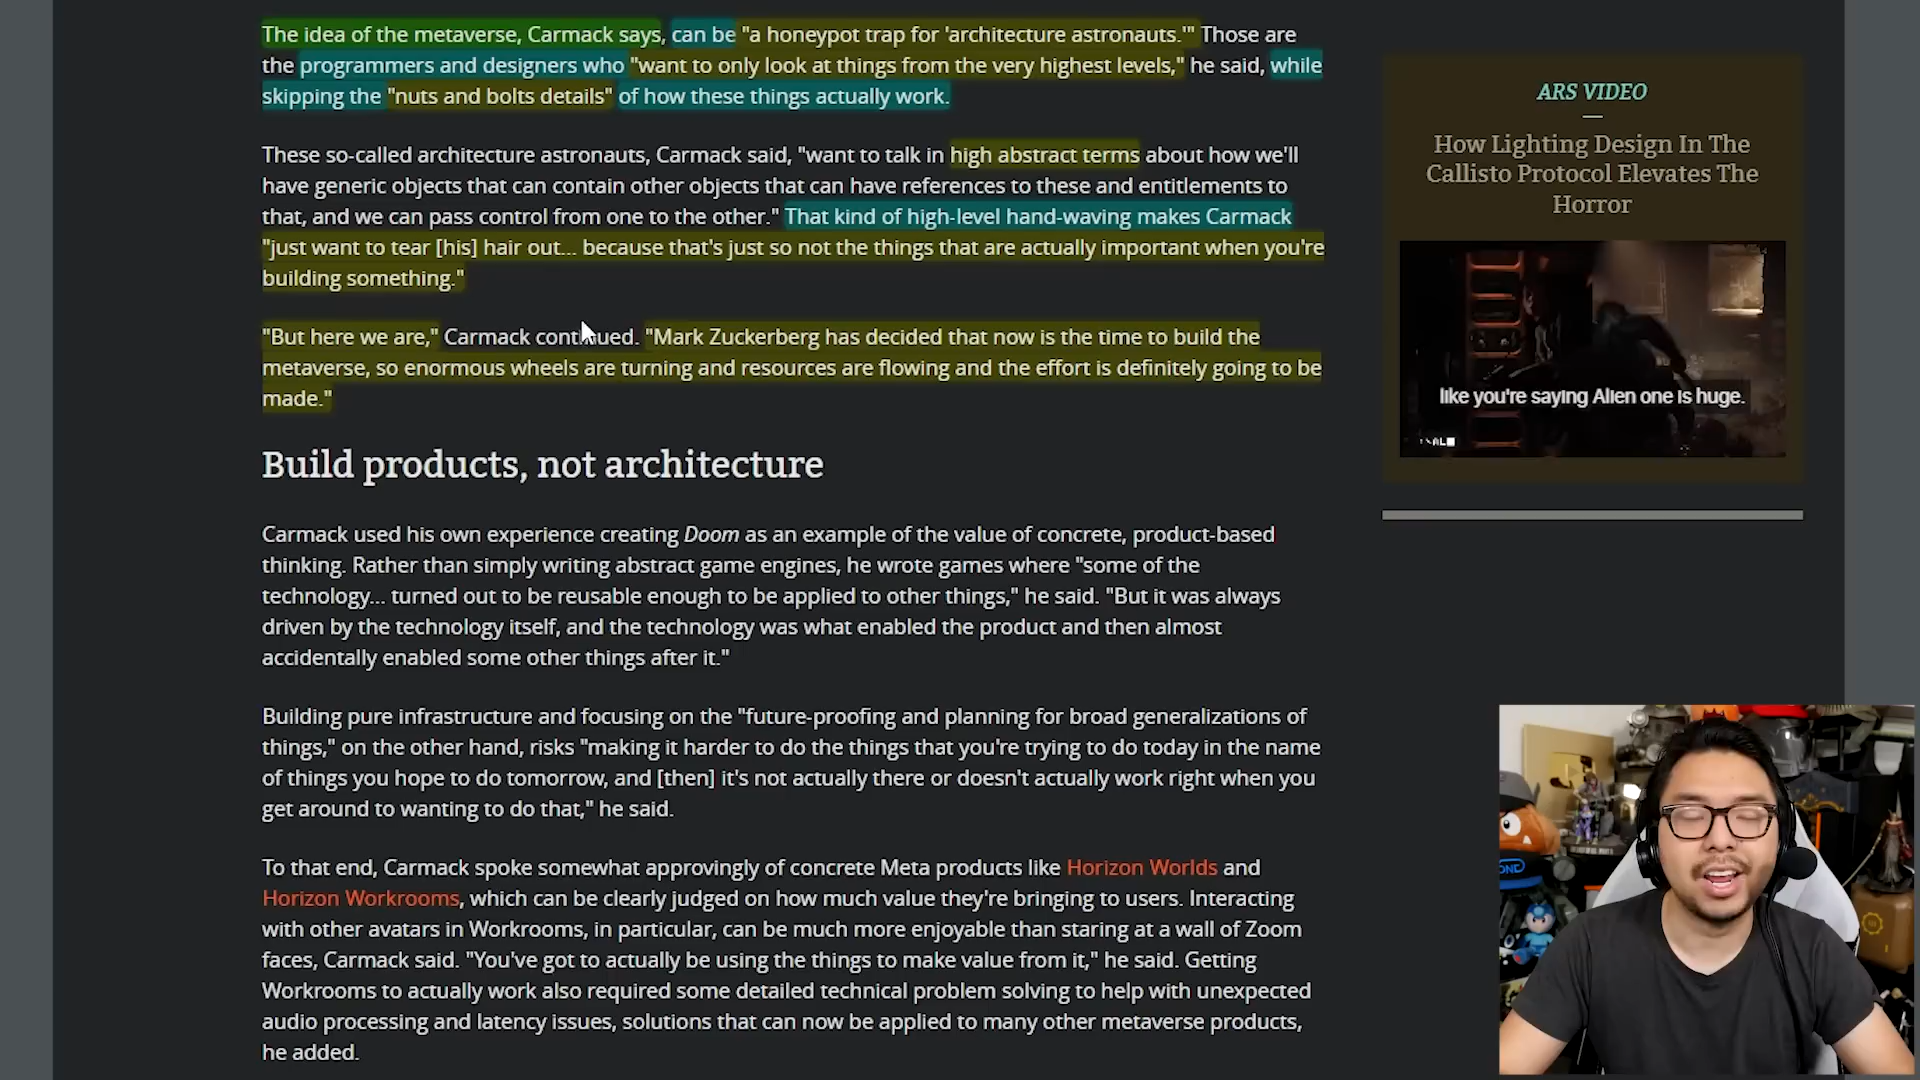 The idea of the metaverse, Carmack says, can be "a honeypot trap for 'architecture astronauts.'" Those are
the programmers and designers who "want to only look at things from the very highest levels," he said, while
skipping the "nuts and bolts details" of how these things actually work.
These so-called architecture astronauts, Carmack said, "want to talk in high abstract terms about how we'll
have generic objects that can contain other objects that can have references to these and entitlements to
that, and we can pass control from one to the other." That kind of high-level hand-waving makes Carmack
"just want to tear [his] hair out... because that's just so not the things that are actually important when you're
building something."
"But here we are," Carmack continued. "Mark Zuckerberg has decided that now is the time to build the
metaverse, so enormous wheels are turning and resources are flowing and the effort is definitely going to be
made."
Build products, not architecture
Carmack used his own experience creating Doom as an example of the value of concrete, product-based
thinking. Rather than simply writing abstract game engines, he wrote games where "some of the
technology... turned out to be reusable enough to be applied to other things," he said. "But it was always
driven by the technology itself, and the technology was what enabled the product and then almost
accidentally enabled some other things after it."
Building pure infrastructure and focusing on the "future-proofing and planning for broad generalizations of
things," on the other hand, risks "making it harder to do the things that you're trying to do today in the name
of things you hope to do tomorrow, and [then] it's not actually there or doesn't actually work right when you
get around to wanting to do that," he said.
To that end, Carmack spoke somewhat approvingly of concrete Meta products like Horizon Worlds and
Horizon Workrooms, which can be clearly judged on how much value they're bringing to users. Interacting
with other avatars in Workrooms, in particular, can be much more enjoyable than staring at a wall of Zoom
faces, Carmack said. "You've got to actually be using the things to make value from it," he said. Getting
Workrooms to actually work also required some detailed technical problem solving to help with unexpected
audio processing and latency issues, solutions that can now be applied to many other metaverse products,
he added.
ARS VIDEO
How Lighting Design In The
Callisto Protocol Elevates The
Horror
like you're saying Alien one is huge.